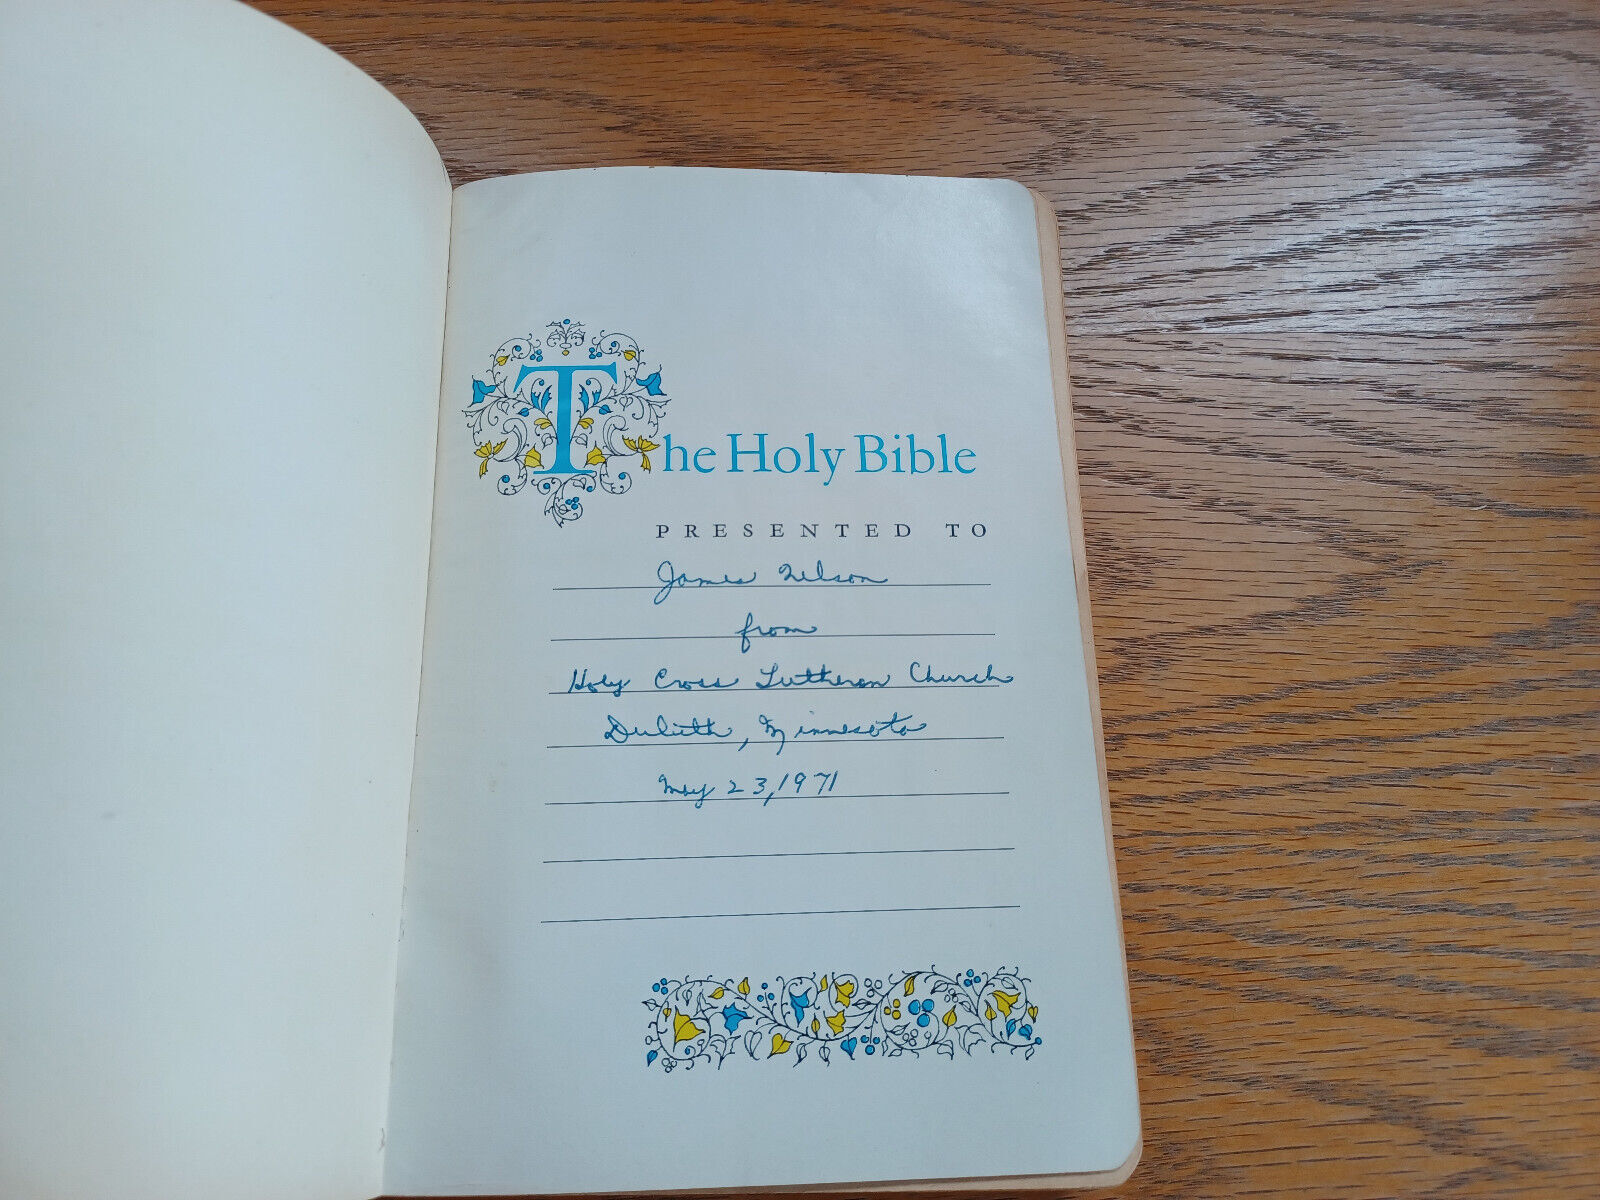 The Holy Bible
PRESENTED TO
James Nelson
from
Holy Cross Lutheran Church
Duluth, Minnesota
May 23, 1971